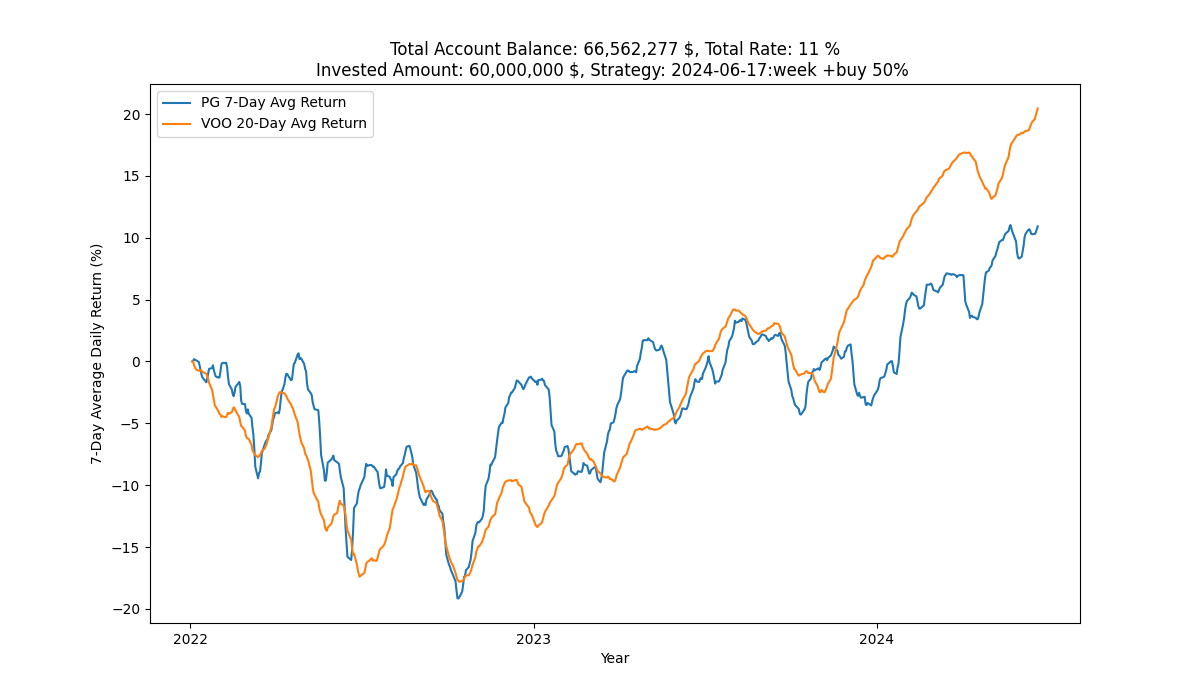 Total Account Balance: 66,562,277 $, Total Rate: 11 %
Invested Amount: 60,000,000 $, Strategy: 2024-06-17:week +buy 50%
PG 7-Day Avg Return
VOO 20-Day Avg Return
7-Day Average Daily Return (%)
20
15
10
5
0
−5
−10
−15
−20
2022 2023 2024
Year